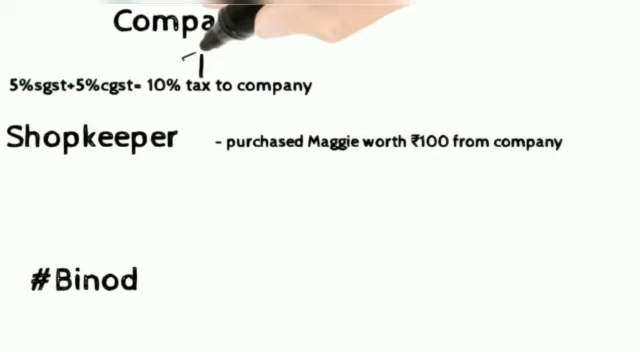 Compa
5%sgst+5%cgst= 10% tax to company
Shopkeeper - purchased Maggie worth ₹100 from company
#Binod